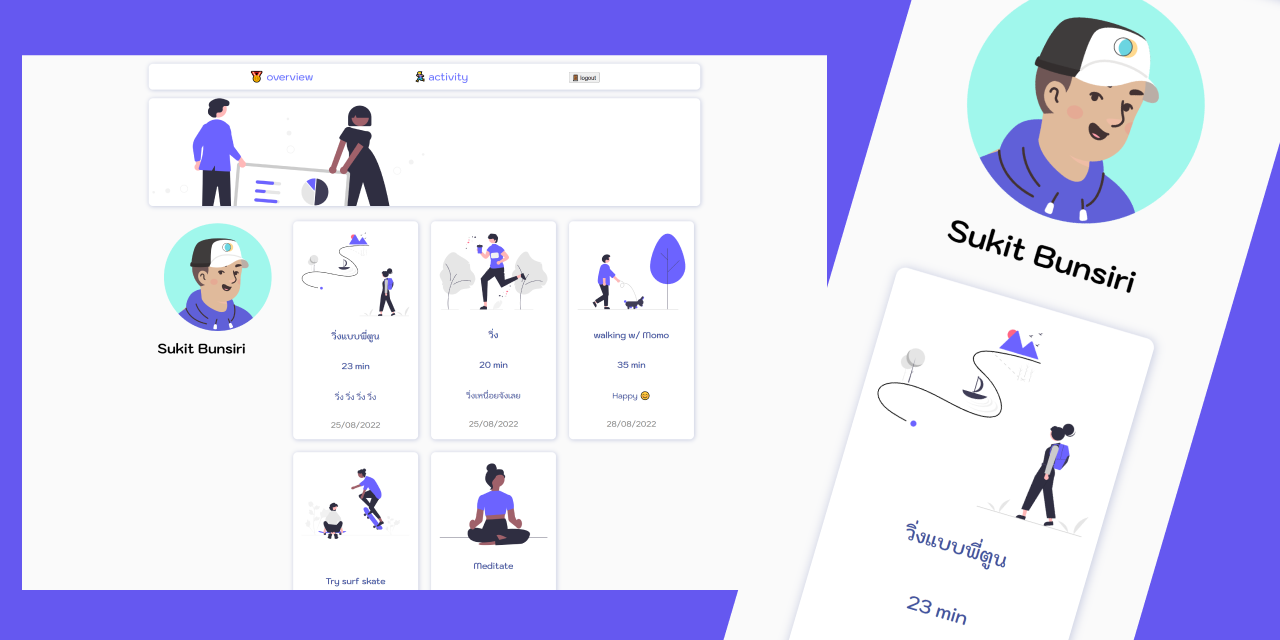 overview
activity
logout
Sukit Bunsiri
วิ่งแบบพี่ตูน
23 min
วิ่ง วิ่ง วิ่ง วิ่ง
25/08/2022
วิ่ง
20 min
วิ่งเหนื่อยจังเลย
25/08/2022
walking w/ Momo
35 min
Happy 😊
28/08/2022
Try surf skate
Meditate
Sukit Bunsiri
วิ่งแบบพี่ตูน
23 min